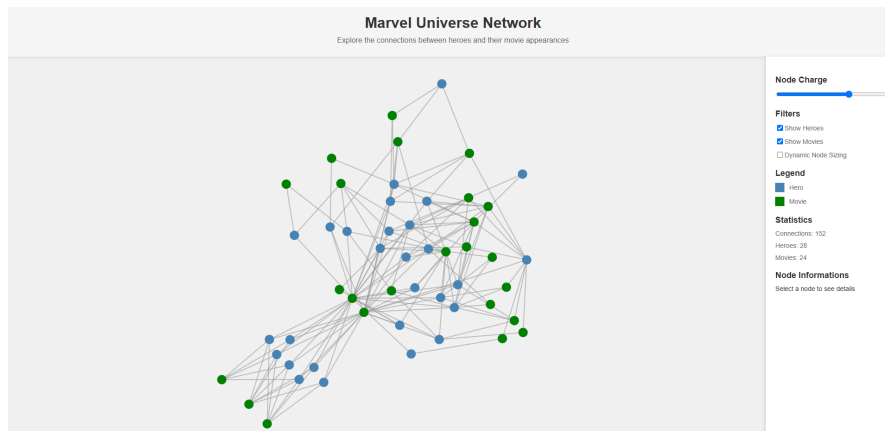 Marvel Universe Network
Explore the connections between heroes and their movie appearances
Node Charge
Filters
Show Heroes
Show Movies
Dynamic Node Sizing
Legend
Hero
Movie
Statistics
Connections: 152
Heroes: 28
Movies: 24
Node Informations
Select a node to see details